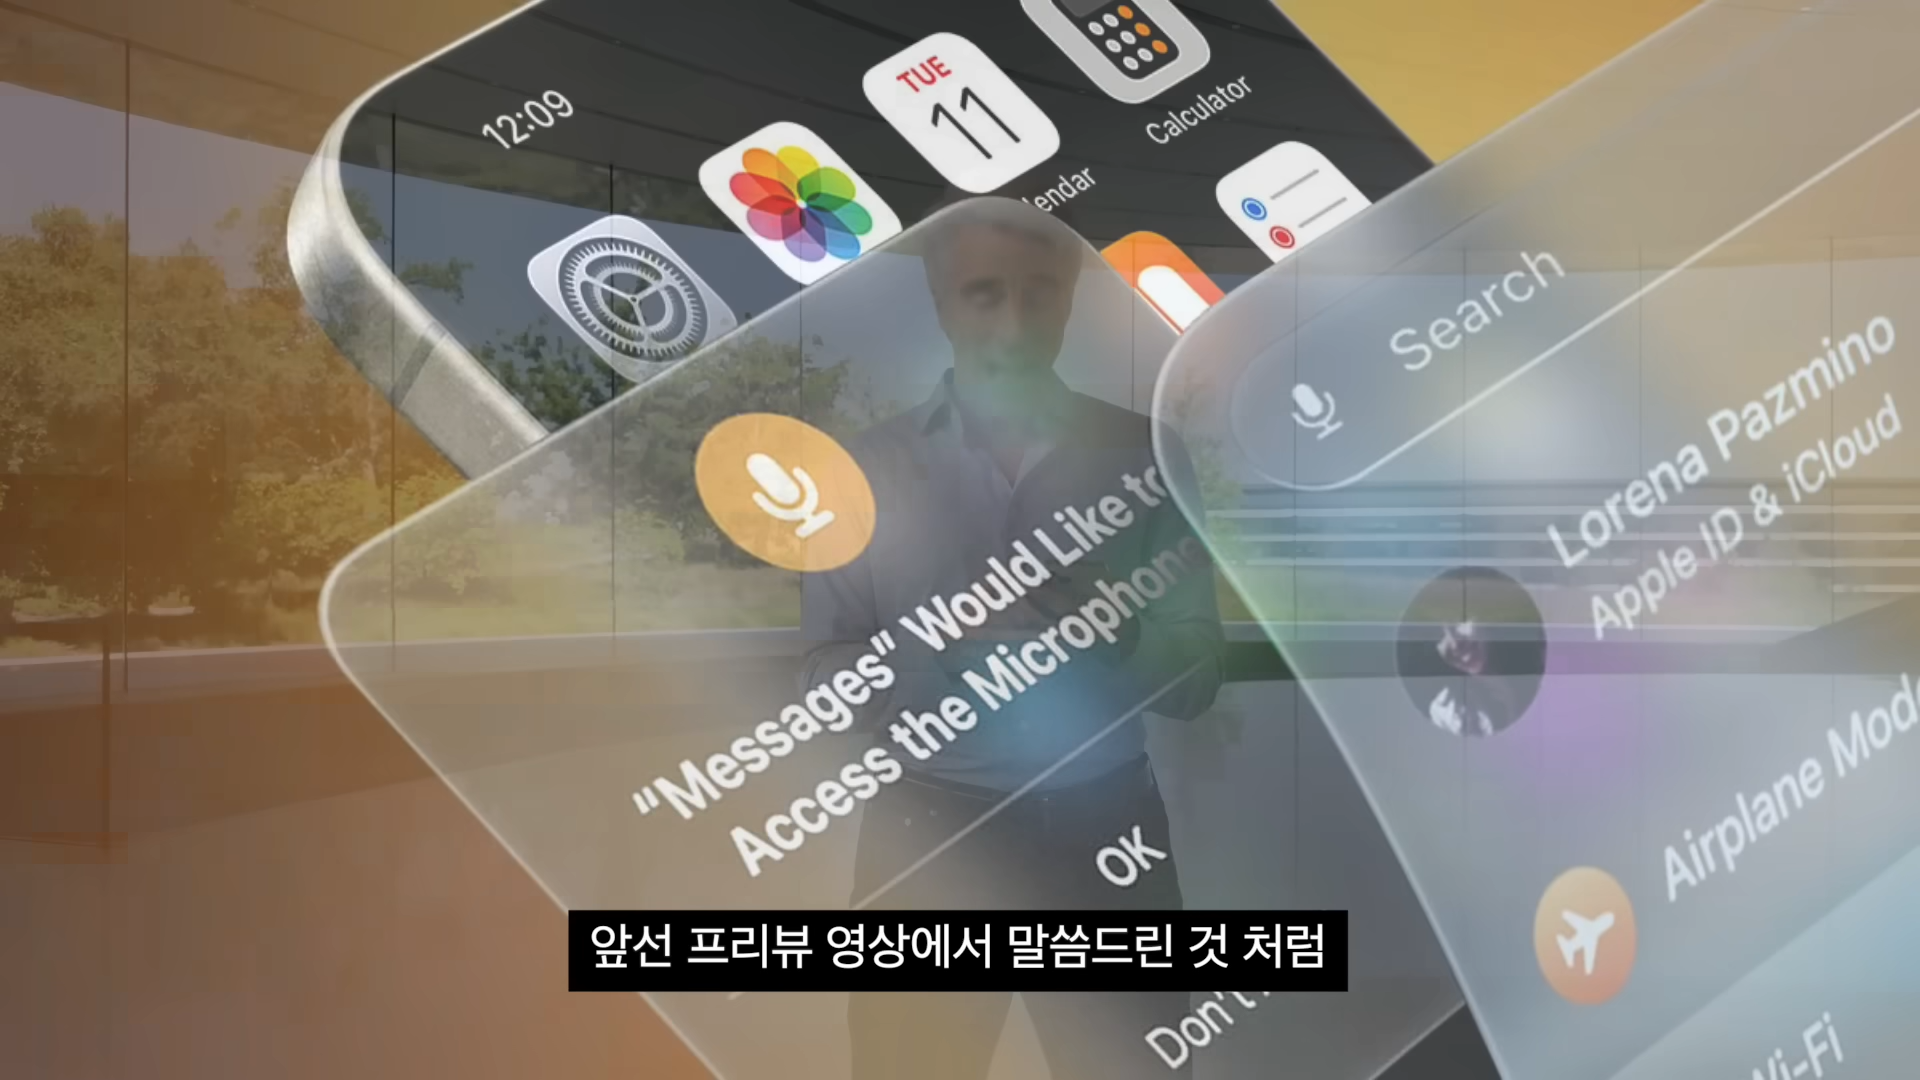 12:09
TUE
11
Calculator
lendar
Search
Lorena Pazmino
Apple ID & iCloud
Airplane Mode
Wi-Fi
“Messages” Would Like to
Access the Microphone
OK
Don't
앞선 프리뷰 영상에서 말씀드린 것 처럼